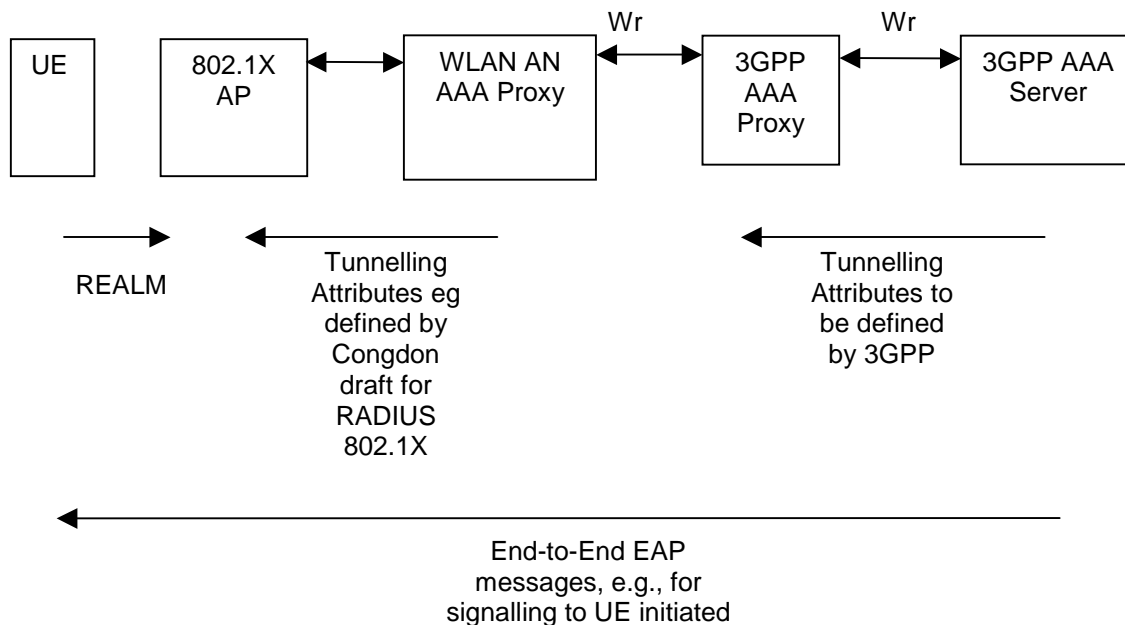 Wr
Wr
UE
802.1X
AP
WLAN AN
AAA Proxy
3GPP
AAA
Proxy
3GPP AAA
Server
REALM
Tunnelling
Attributes eg
defined by
Congdon
draft for
RADIUS
802.1X
Tunnelling
Attributes to
be defined
by 3GPP
End-to-End EAP
messages, e.g., for
signalling to UE initiated